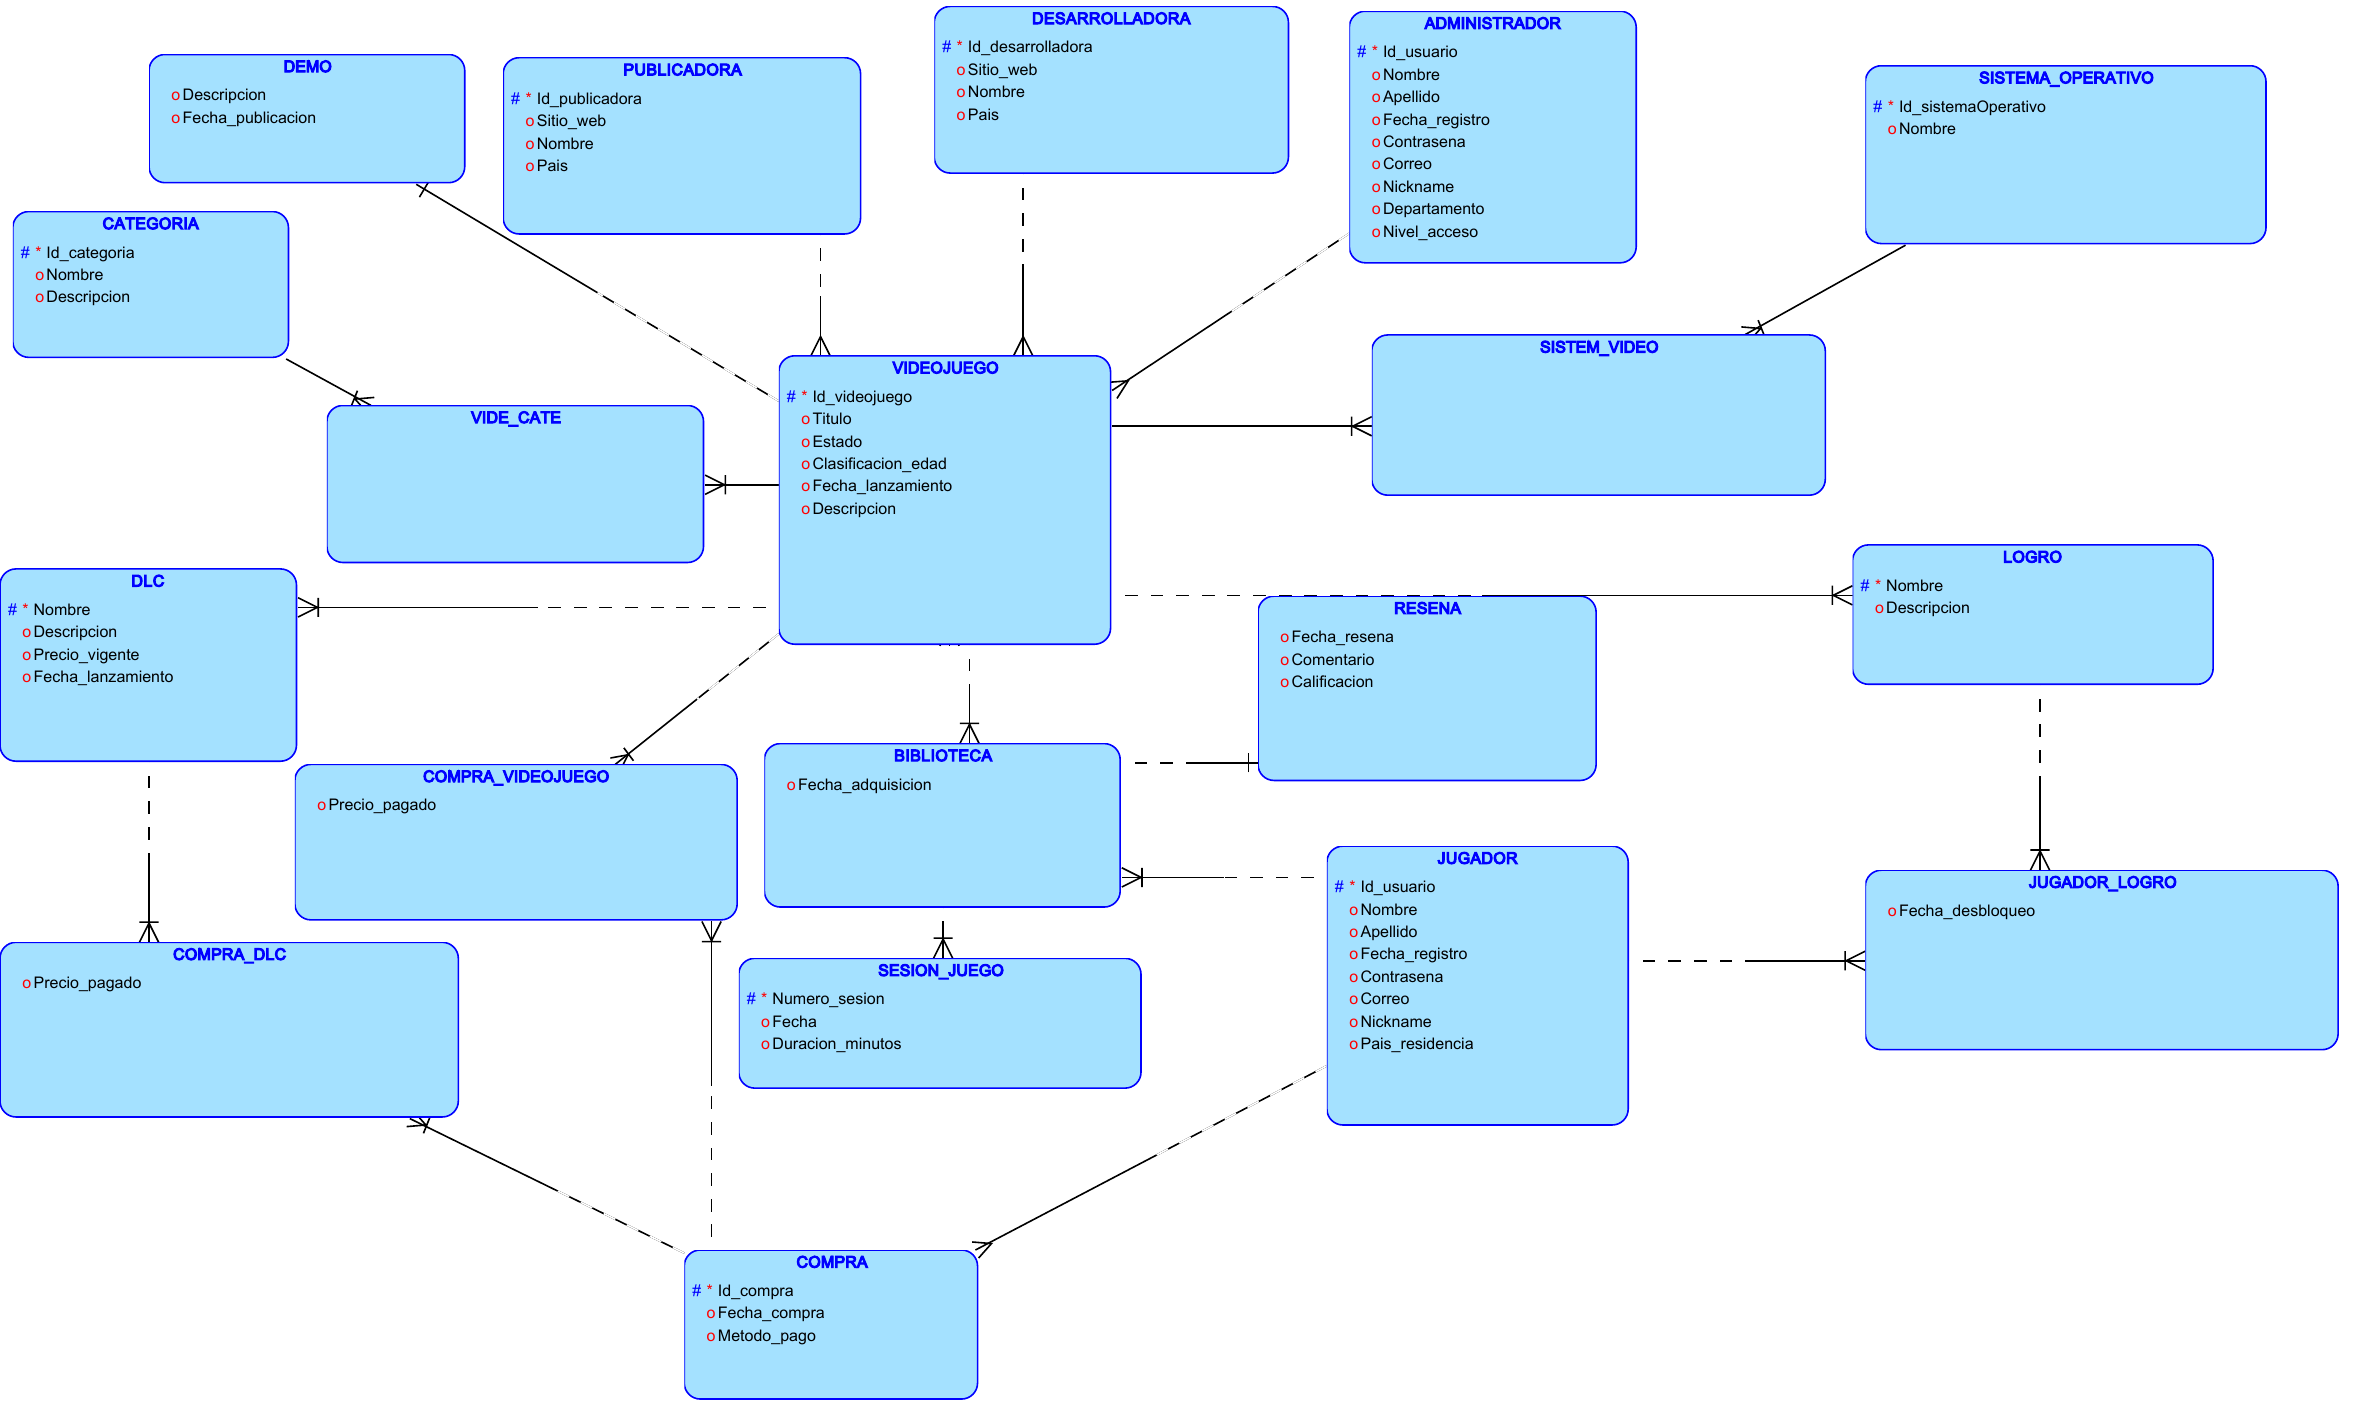 DEMO
o Descripcion
o Fecha_publicacion
PUBLICADORA
# * Id_publicadora
o Sitio_web
o Nombre
o Pais
DESARROLLADORA
# * Id_desarrolladora
o Sitio_web
o Nombre
o Pais
ADMINISTRADOR
# * Id_usuario
o Nombre
o Apellido
o Fecha_registro
o Contrasena
o Correo
o Nickname
o Departamento
o Nivel_acceso
SISTEMA_OPERATIVO
# * Id_sistemaOperativo
o Nombre
CATEGORIA
# * Id_categoria
o Nombre
o Descripcion
VIDE_CATE
VIDEOJUEGO
# * Id_videojuego
o Titulo
o Estado
o Clasificacion_edad
o Fecha_lanzamiento
o Descripcion
SISTEM_VIDEO
DLC
# * Nombre
o Descripcion
o Precio_vigente
o Fecha_lanzamiento
RESENA
o Fecha_resena
o Comentario
o Calificacion
LOGRO
# * Nombre
o Descripcion
COMPRA_VIDEOJUEGO
o Precio_pagado
BIBLIOTECA
o Fecha_adquisicion
JUGADOR
# * Id_usuario
o Nombre
o Apellido
o Fecha_registro
o Contrasena
o Correo
o Nickname
o Pais_residencia
JUGADOR_LOGRO
o Fecha_desbloqueo
COMPRA_DLC
o Precio_pagado
SESION_JUEGO
# * Numero_sesion
o Fecha
o Duracion_minutos
COMPRA
# * Id_compra
o Fecha_compra
o Metodo_pago